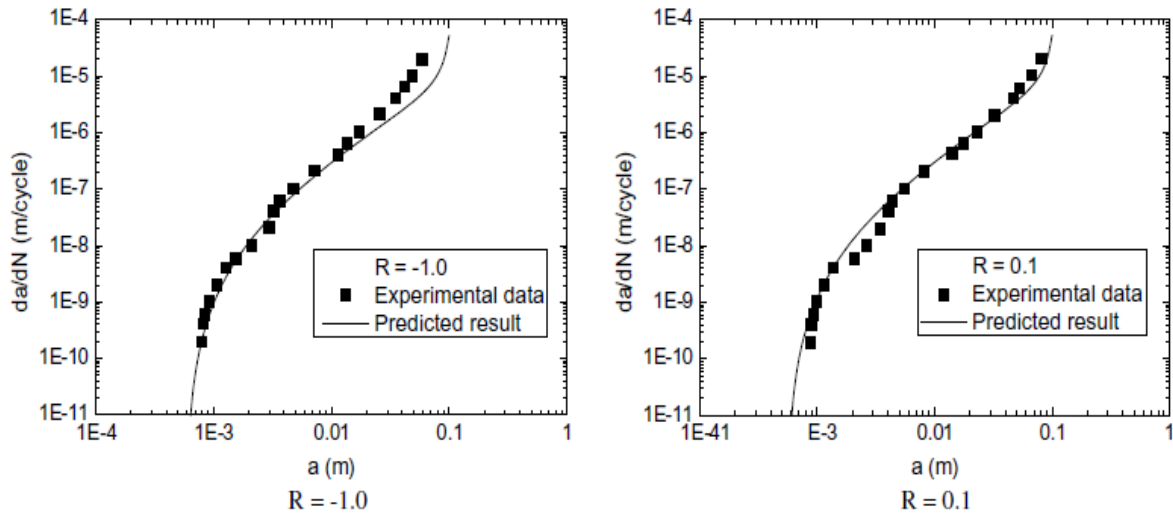 1E-4
1E-5
1E-6
1E-7
1E-8
1E-9
1E-10
1E-11
da/dN (m/cycle)
R = -1.0
Experimental data
Predicted result
1E-4 1E-3 0.01 0.1 1
a (m)
R = -1.0
1E-4
1E-5
1E-6
1E-7
1E-8
1E-9
1E-10
1E-11
da/dN (m/cycle)
R = 0.1
Experimental data
Predicted result
1E-41 E-3 0.01 0.1 1
a (m)
R = 0.1